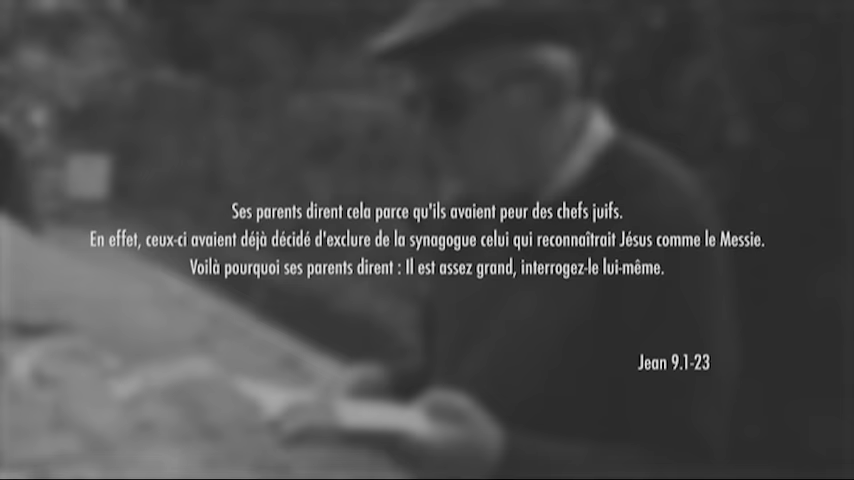 Ses parents dirent cela parce qu'ils avaient peur des chefs juifs.
En effet, ceux-ci avaient déjà décidé d'exclure de la synagogue celui qui reconnaîtrait Jésus comme le Messie.
Voilà pourquoi ses parents dirent : Il est assez grand, interrogez-le lui-même.
Jean 9.1-23